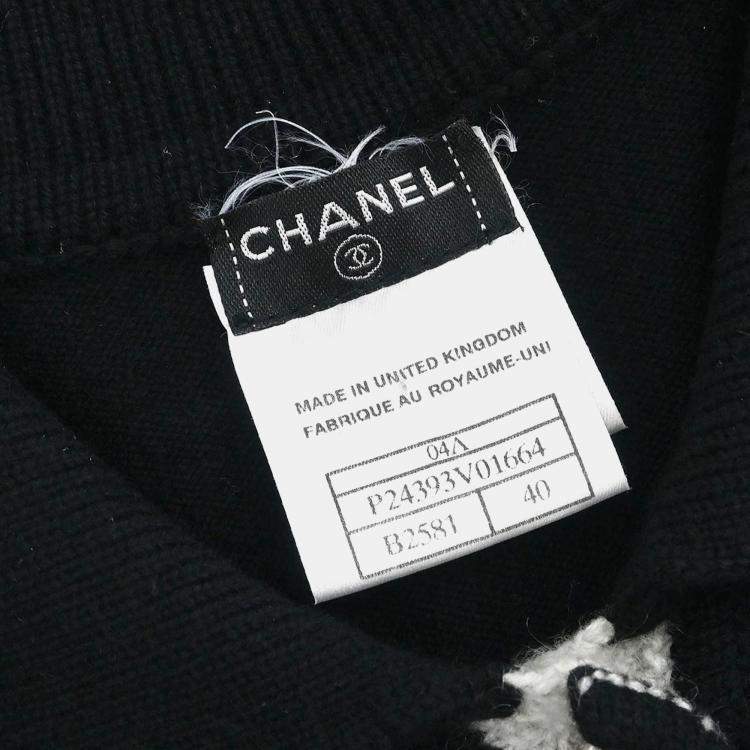 CHANEL
MADE IN UNITED KINGDOM
FABRIQUE AU ROYAUME-UNI
04A
P24393V01664
B2581 40